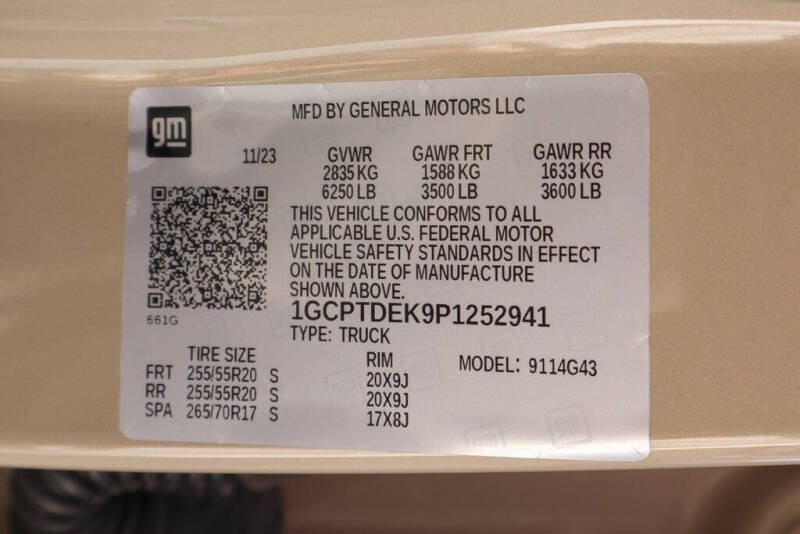 gm
MFD BY GENERAL MOTORS LLC
11/23 GVWR GAWR FRT GAWR RR
2835 KG 1588 KG 1633 KG
6250 LB 3500 LB 3600 LB
THIS VEHICLE CONFORMS TO ALL
APPLICABLE U.S. FEDERAL MOTOR
VEHICLE SAFETY STANDARDS IN EFFECT
ON THE DATE OF MANUFACTURE
SHOWN ABOVE.
661G
1GCPTDEK9P1252941
TYPE: TRUCK
TIRE SIZE RIM MODEL: 9114G43
FRT 255/55R20 S 20X9J
RR 255/55R20 S 20X9J
SPA 265/70R17 S 17X8J